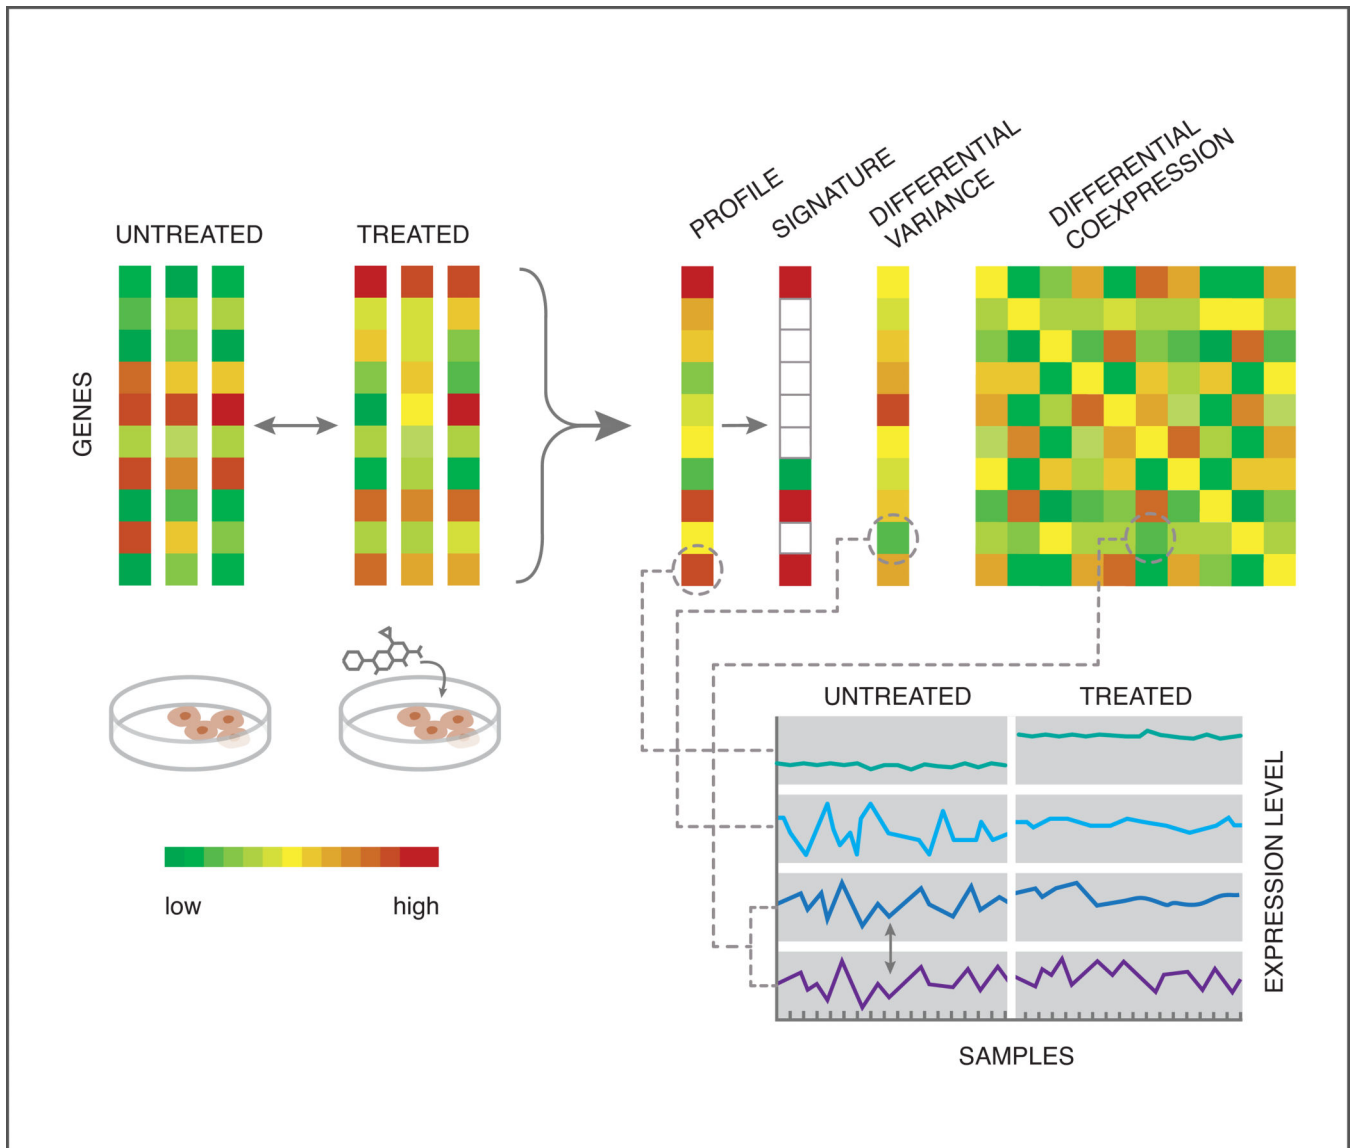 UNTREATED
TREATED
PROFILE
SIGNATURE
DIFFERENTIAL
VARIANCE
DIFFERENTIAL
COEXPRESSION
GENES
low
high
UNTREATED
TREATED
EXPRESSION LEVEL
SAMPLES